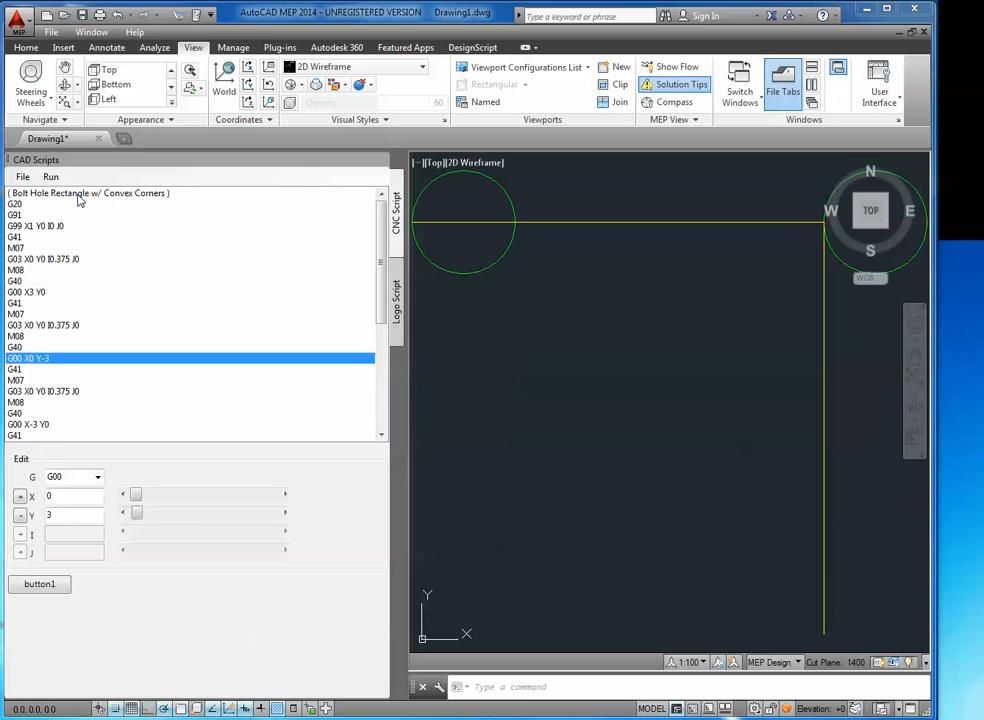 AutoCAD MEP 2014 - UNREGISTERED VERSION Drawing1.dwg
Type a keyword or phrase
Sign In
MEP
File Window Help
Home Insert Annotate Analyze View Manage Plug-ins Autodesk 360 Featured Apps DesignScript
Steering Wheels
Navigate
Top
Bottom
Left
Appearance
World
Coordinates
2D Wireframe
Density 60
Visual Styles
Viewport Configurations List
Rectangular
Named
New
Clip
Join
Viewports
Show Flow
Solution Tips
Compass
MEP View
Switch Windows
File Tabs
Windows
User Interface
Drawing1*
CAD Scripts
File Run
( Bolt Hole Rectangle w/ Convex Corners )
G20
G91
G99 X1 Y0 I0 J0
G41
M07
G03 X0 Y0 I0.375 J0
M08
G40
G00 X3 Y0
G41
M07
G03 X0 Y0 I0.375 J0
M08
G40
G00 X0 Y-3
G41
M07
G03 X0 Y0 I0.375 J0
M08
G40
G00 X-3 Y0
G41
CNC Script
Logo Script
Edit
G G00
+ X 0
- Y 3
+ I
+ J
button1
[−][Top][2D Wireframe]
N
W TOP E
S
WCS
Y
X
1:100 MEP Design Cut Plane: 1400
Type a command
0.0, 0.0, 0.0
MODEL
Elevation: +0